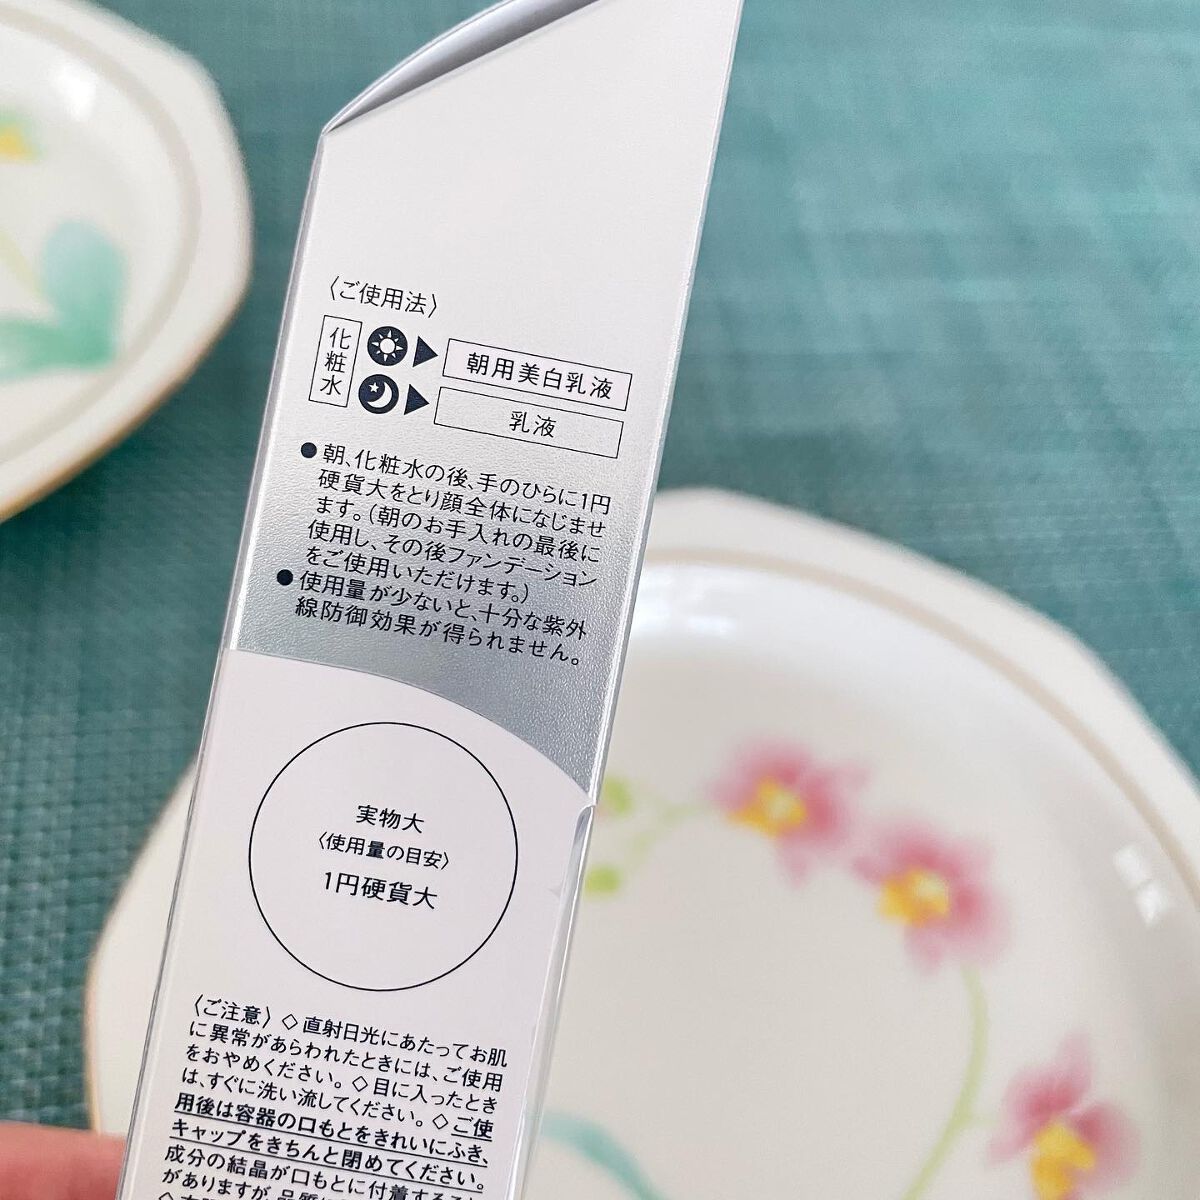 〈ご使用法〉
化粧水
朝用美白乳液
乳液
●朝、化粧水の後、手のひらに1円
硬貨大をとり顔全体になじませ
ます。(朝のお手入れの最後に
使用し、その後ファンデーション
をご使用いただけます。)
●使用量が少ないと、十分な紫外
線防御効果が得られません。
実物大
〈使用量の目安〉
1円硬貨大
〈ご注意〉◇直射日光にあたってお肌
に異常があらわれたときには、ご使用
をおやめください。◇目に入ったとき
は、すぐに洗い流してください。◇ご使
用後は容器の口もとをきれいにふき、
キャップをきちんと閉めてください。
成分の結晶が口もとに付着すること
がありますが、品質に